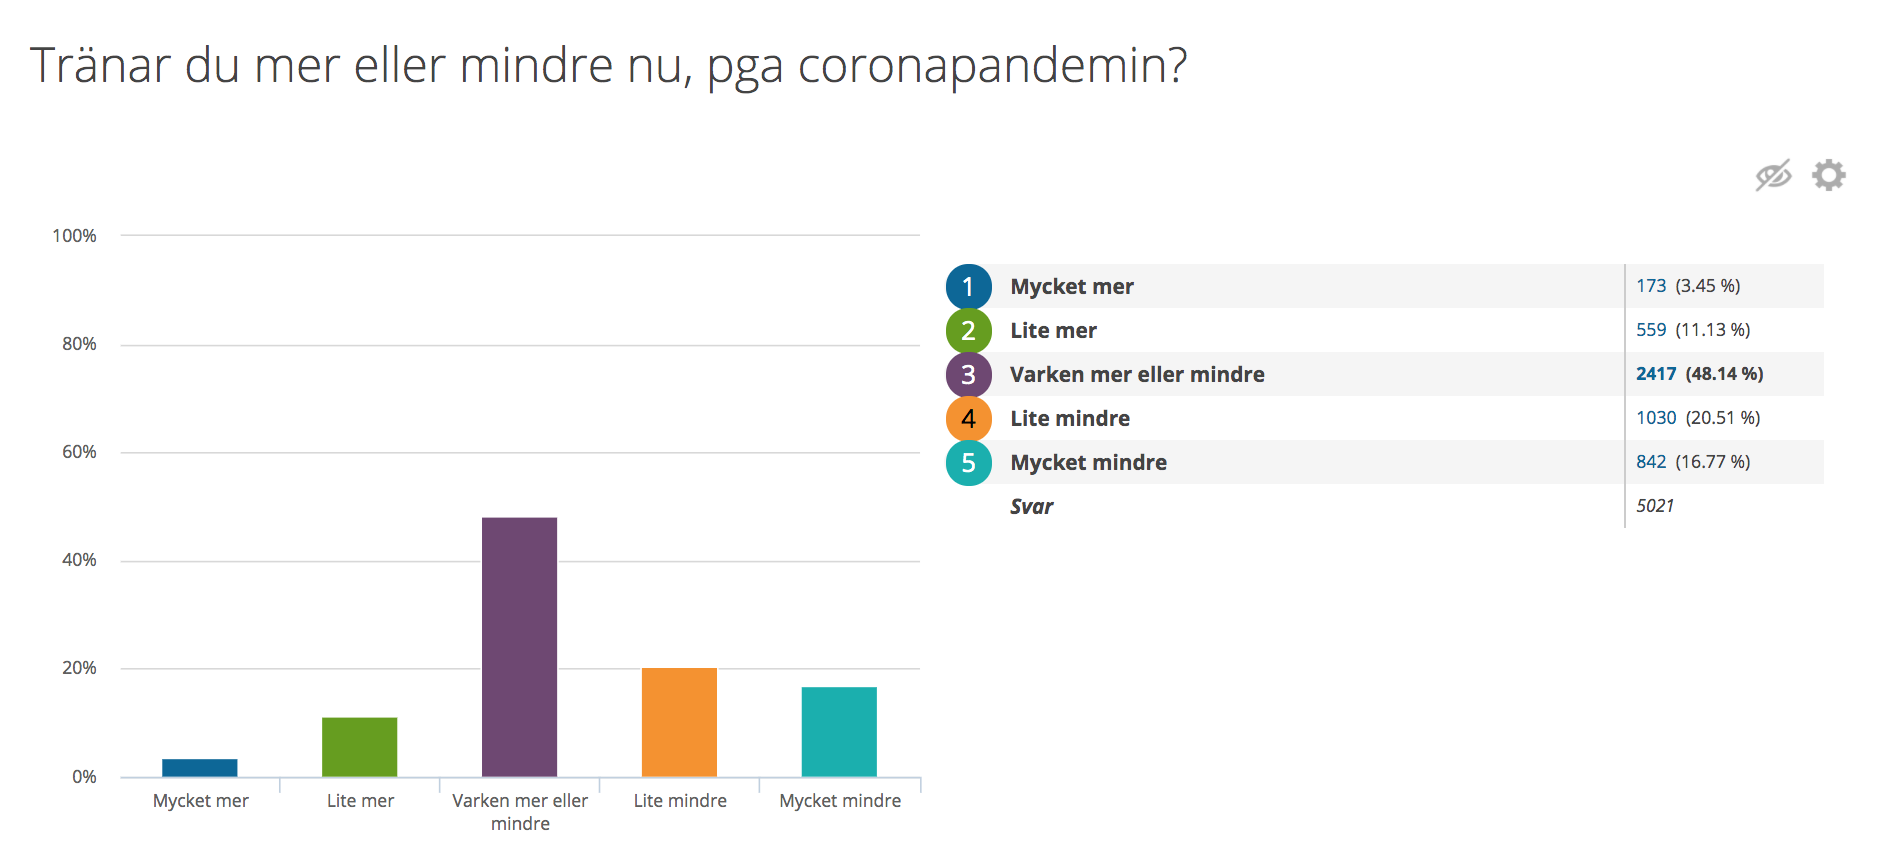 Tränar du mer eller mindre nu, pga coronapandemin?
100%
80%
60%
40%
20%
0%
Mycket mer
Lite mer
Varken mer eller
mindre
Lite mindre
Mycket mindre
1 Mycket mer 173 (3.45 %)
2 Lite mer 559 (11.13 %)
3 Varken mer eller mindre 2417 (48.14 %)
4 Lite mindre 1030 (20.51 %)
5 Mycket mindre 842 (16.77 %)
Svar 5021